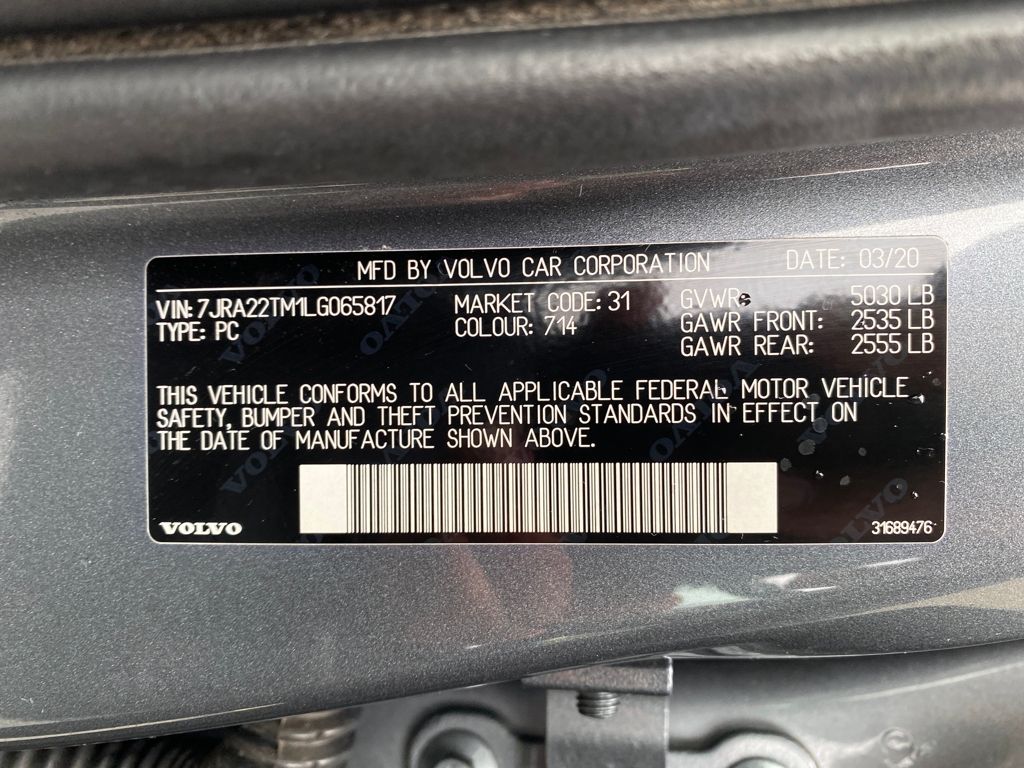 MFD BY VOLVO CAR CORPORATION DATE: 03/20
VIN: 7JRA22TM1LG065817 MARKET CODE: 31 GVWR: 5030 LB
TYPE: PC COLOUR: 714 GAWR FRONT: 2535 LB
GAWR REAR: 2555 LB
THIS VEHICLE CONFORMS TO ALL APPLICABLE FEDERAL MOTOR VEHICLE
SAFETY, BUMPER AND THEFT PREVENTION STANDARDS IN EFFECT ON
THE DATE OF MANUFACTURE SHOWN ABOVE.
VOLVO 31689476